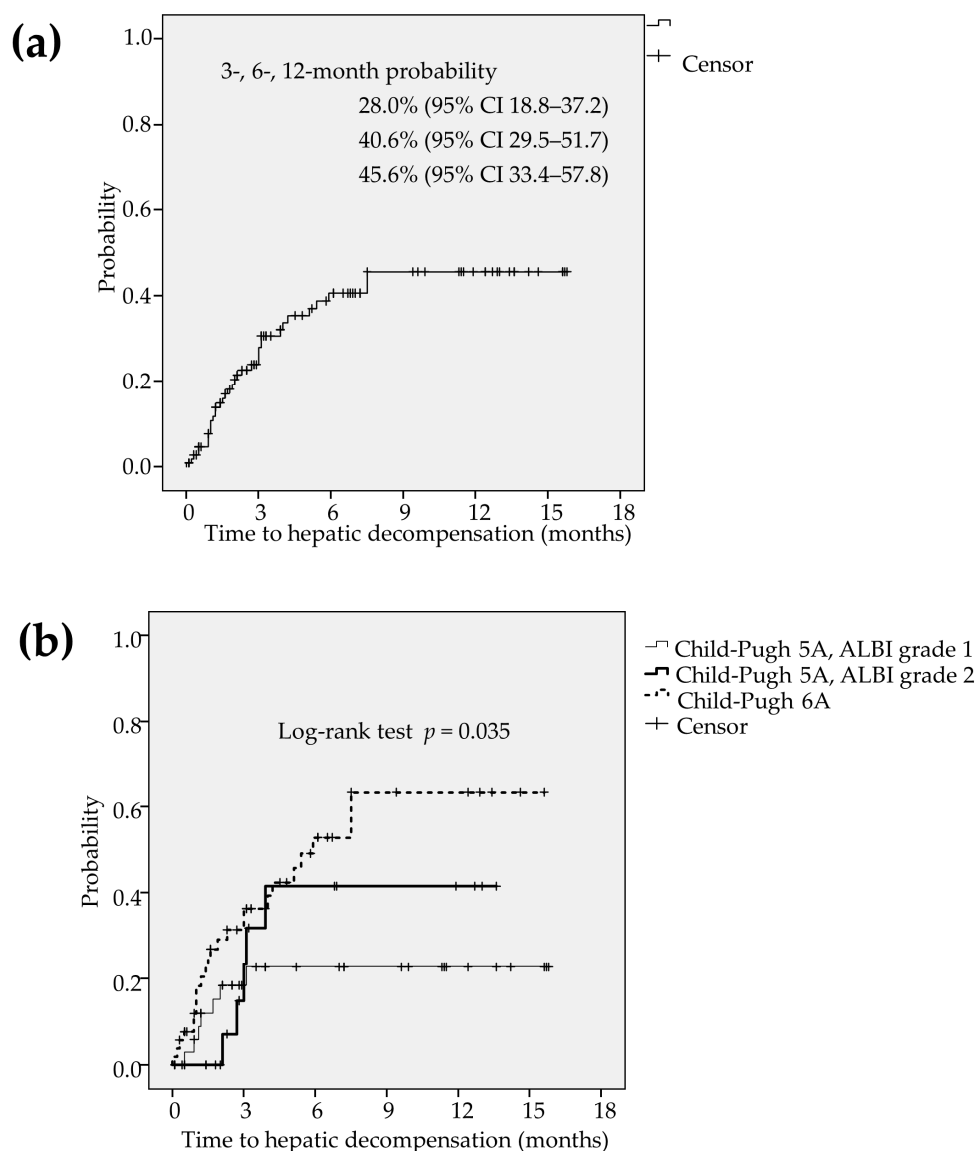 (a)
Censor
3-, 6-, 12-month probability
28.0% (95% CI 18.8–37.2)
40.6% (95% CI 29.5–51.7)
45.6% (95% CI 33.4–57.8)
Probability
1.0
0.8
0.6
0.4
0.2
0.0
0 3 6 9 12 15 18
Time to hepatic decompensation (months)
(b)
Child-Pugh 5A, ALBI grade 1
Child-Pugh 5A, ALBI grade 2
Child-Pugh 6A
Censor
Log-rank test p = 0.035
Probability
1.0
0.8
0.6
0.4
0.2
0.0
0 3 6 9 12 15 18
Time to hepatic decompensation (months)